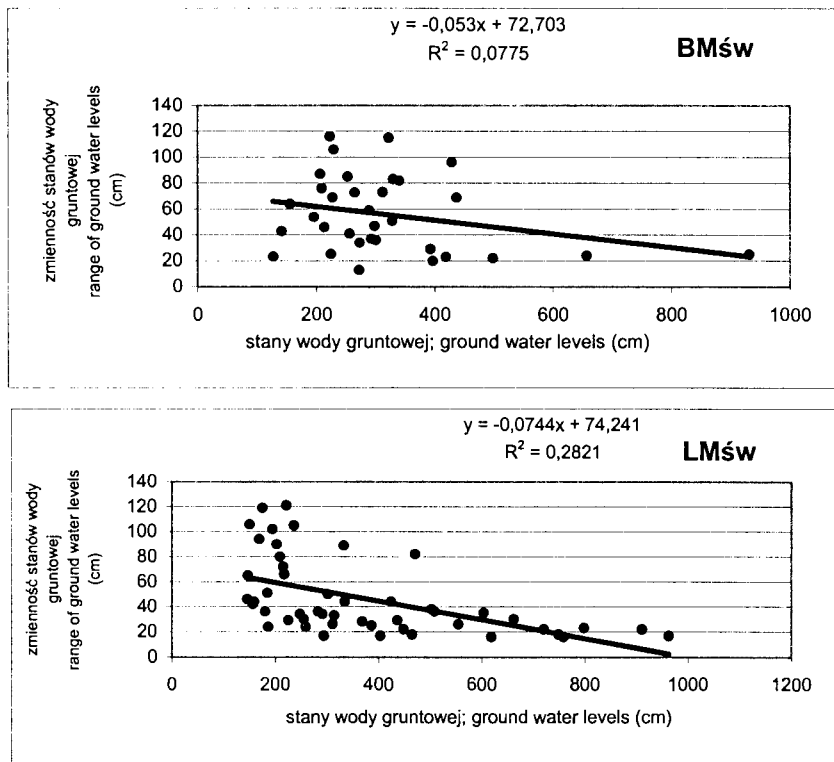 y = -0,053x + 72,703
R² = 0,0775
BMśw
zmienność stanów wody
gruntowej
range of ground water levels
(cm)
140
120
100
80
60
40
20
0
0 200 400 600 800 1000
stany wody gruntowej; ground water levels (cm)
y = -0,0744x + 74,241
R² = 0,2821
LMśw
zmienność stanów wody
gruntowej
range of ground water levels
(cm)
140
120
100
80
60
40
20
0
0 200 400 600 800 1000 1200
stany wody gruntowej; ground water levels (cm)